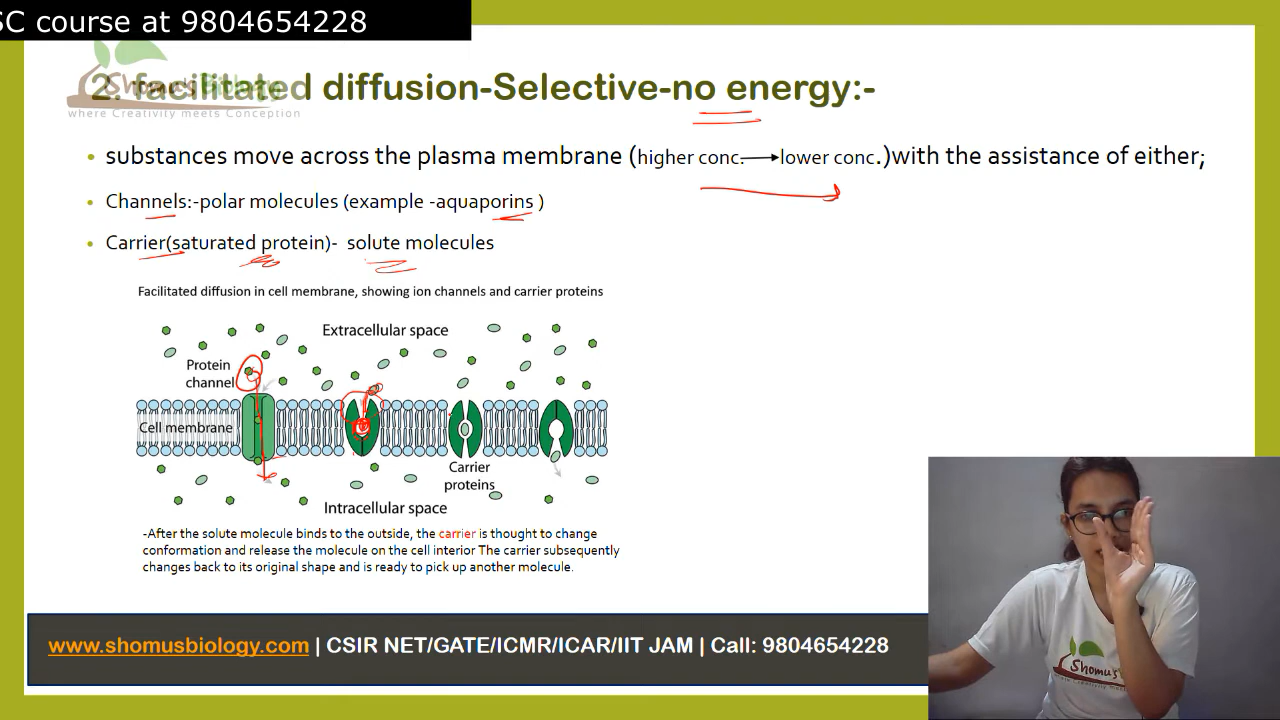 SC course at 9804654228
Shomu's Biology
where Creativity meets Conception
2. facilitated diffusion-Selective-no energy:-
• substances move across the plasma membrane (higher conc. → lower conc.)with the assistance of either;
• Channels:-polar molecules (example -aquaporins )
• Carrier(saturated protein)- solute molecules
Facilitated diffusion in cell membrane, showing ion channels and carrier proteins
Extracellular space
Protein
channel
Cell membrane
Carrier
proteins
Intracellular space
-After the solute molecule binds to the outside, the carrier is thought to change
conformation and release the molecule on the cell interior The carrier subsequently
changes back to its original shape and is ready to pick up another molecule.
www.shomusbiology.com | CSIR NET/GATE/ICMR/ICAR/IIT JAM | Call: 9804654228
Shomu's